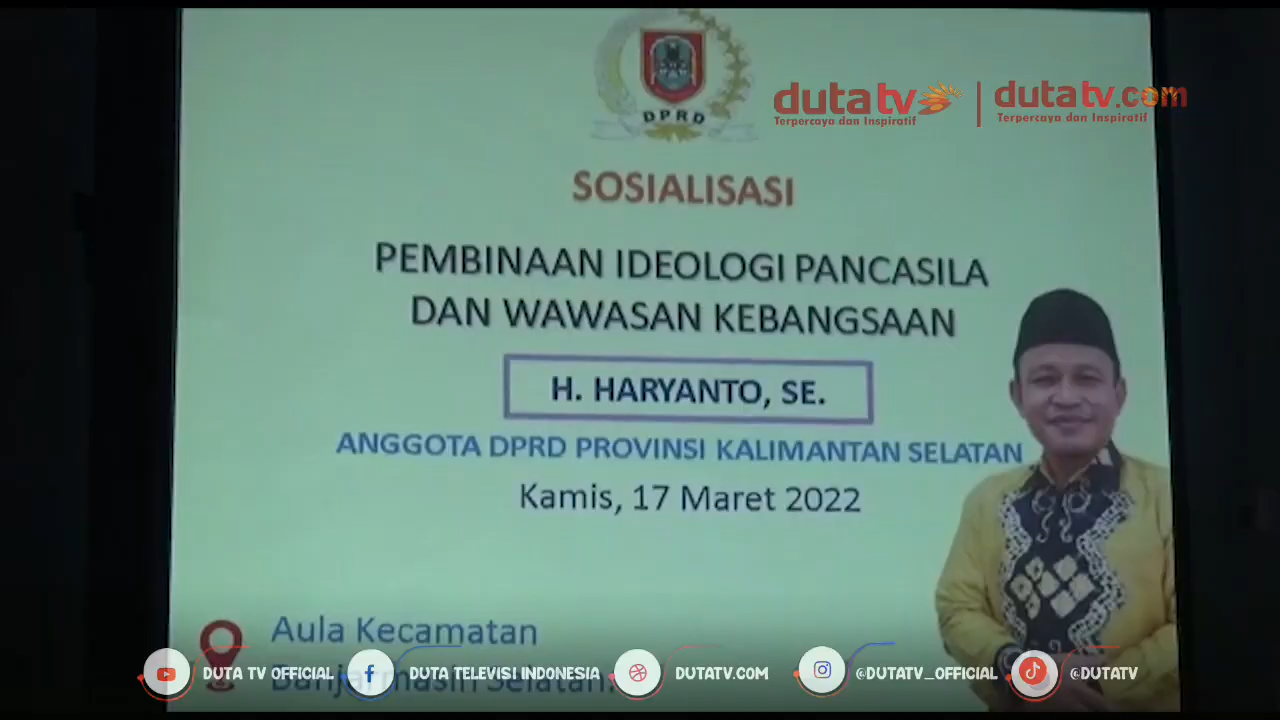 DPRD
dutatv
Terpercaya dan Inspiratif
dutatv.com
Terpercaya dan Inspiratif
SOSIALISASI
PEMBINAAN IDEOLOGI PANCASILA
DAN WAWASAN KEBANGSAAN
H. HARYANTO, SE.
ANGGOTA DPRD PROVINSI KALIMANTAN SELATAN
Kamis, 17 Maret 2022
Aula Kecamatan
Banjarmasin Selatan
DUTA TV OFFICIAL
DUTA TELEVISI INDONESIA
DUTATV.COM
@DUTATV_OFFICIAL
@DUTATV